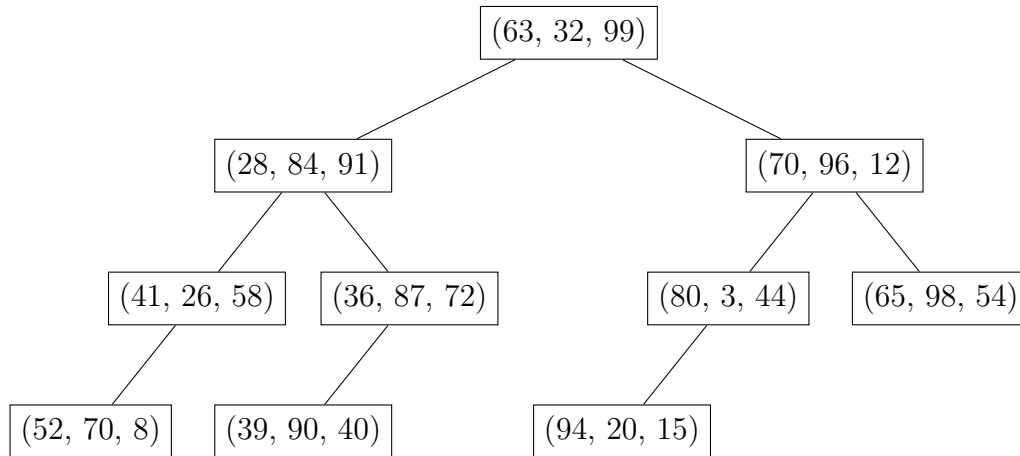 (63, 32, 99)
(28, 84, 91)
(70, 96, 12)
(41, 26, 58)
(36, 87, 72)
(80, 3, 44)
(65, 98, 54)
(52, 70, 8)
(39, 90, 40)
(94, 20, 15)